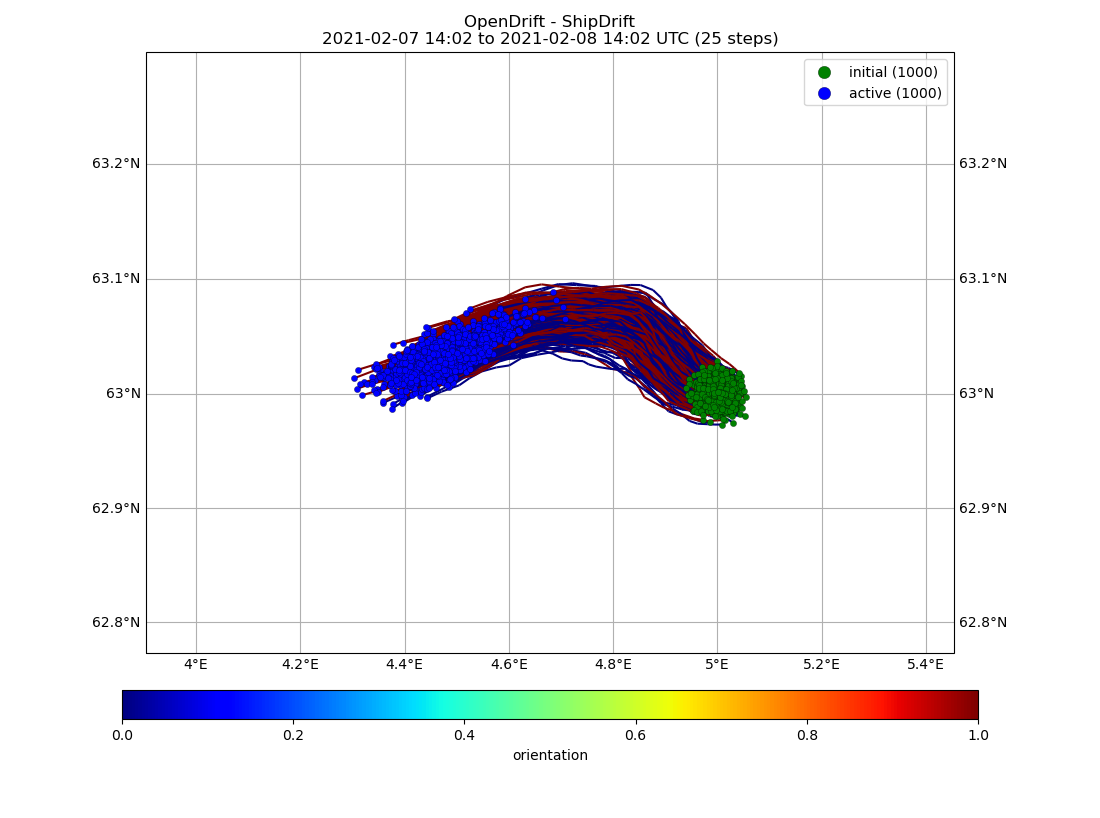 OpenDrift - ShipDrift
2021-02-07 14:02 to 2021-02-08 14:02 UTC (25 steps)
initial (1000)
active (1000)
63.2°N 63.2°N
63.1°N 63.1°N
63°N 63°N
62.9°N 62.9°N
62.8°N 62.8°N
4°E 4.2°E 4.4°E 4.6°E 4.8°E 5°E 5.2°E 5.4°E
0.0 0.2 0.4 0.6 0.8 1.0
orientation